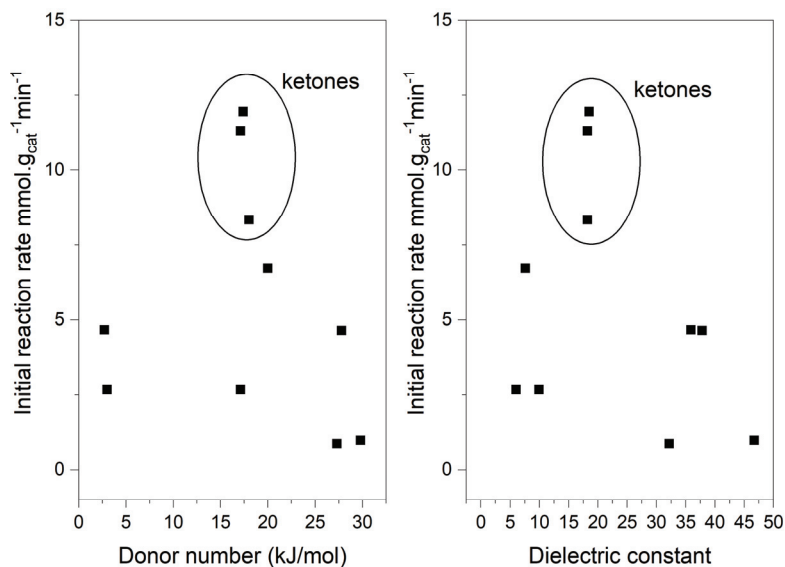 15
10
5
0
Initial reaction rate mmol.g_cat^-1min^-1
ketones
0 5 10 15 20 25 30
Donor number (kJ/mol)
15
10
5
0
Initial reaction rate mmol.g_cat^-1min^-1
ketones
0 5 10 15 20 25 30 35 40 45 50
Dielectric constant